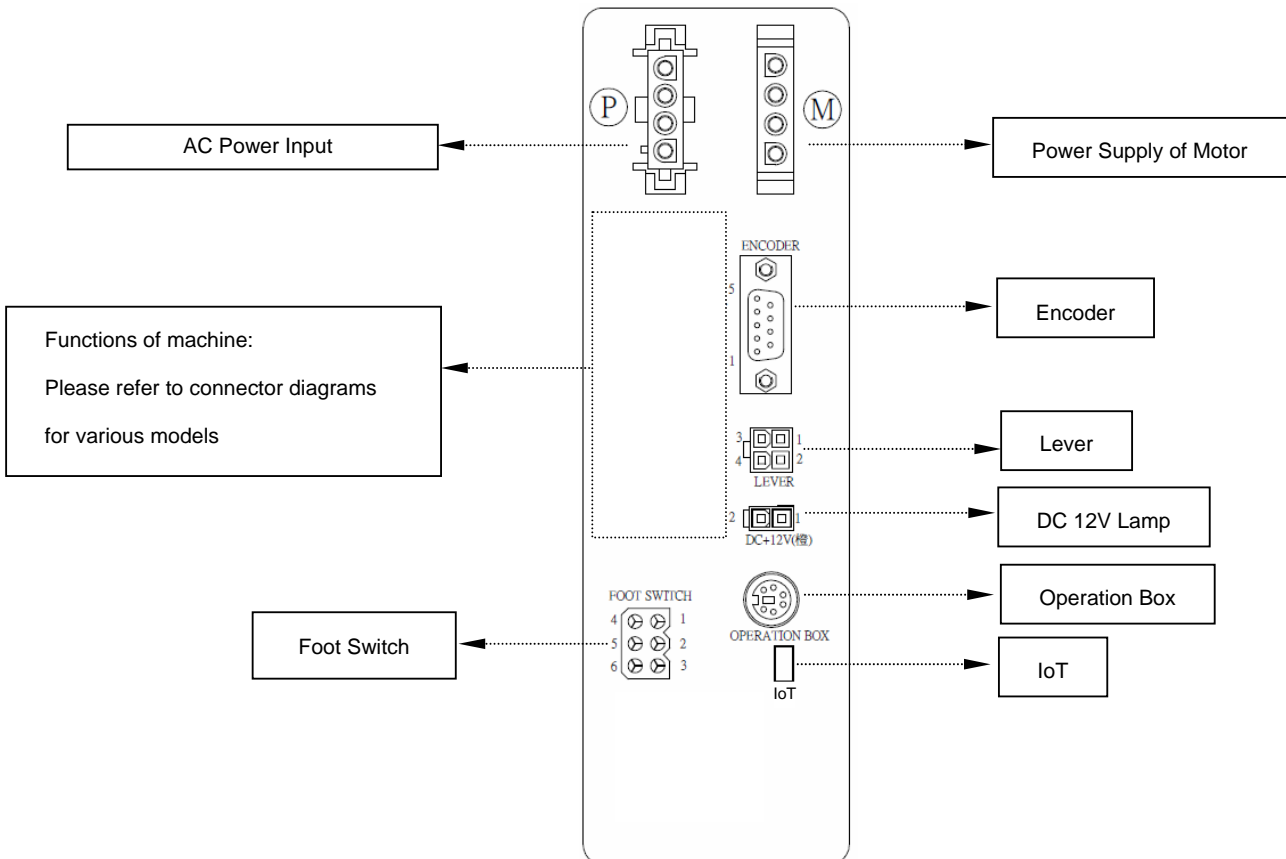 P
M
AC Power Input
Power Supply of Motor
ENCODER
5
1
Encoder
Functions of machine:
Please refer to connector diagrams
for various models
3
1
4
2
LEVER
Lever
2
1
DC+12V(橙)
DC 12V Lamp
FOOT SWITCH
4
1
5
2
6
3
Foot Switch
OPERATION BOX
Operation Box
IoT
IoT